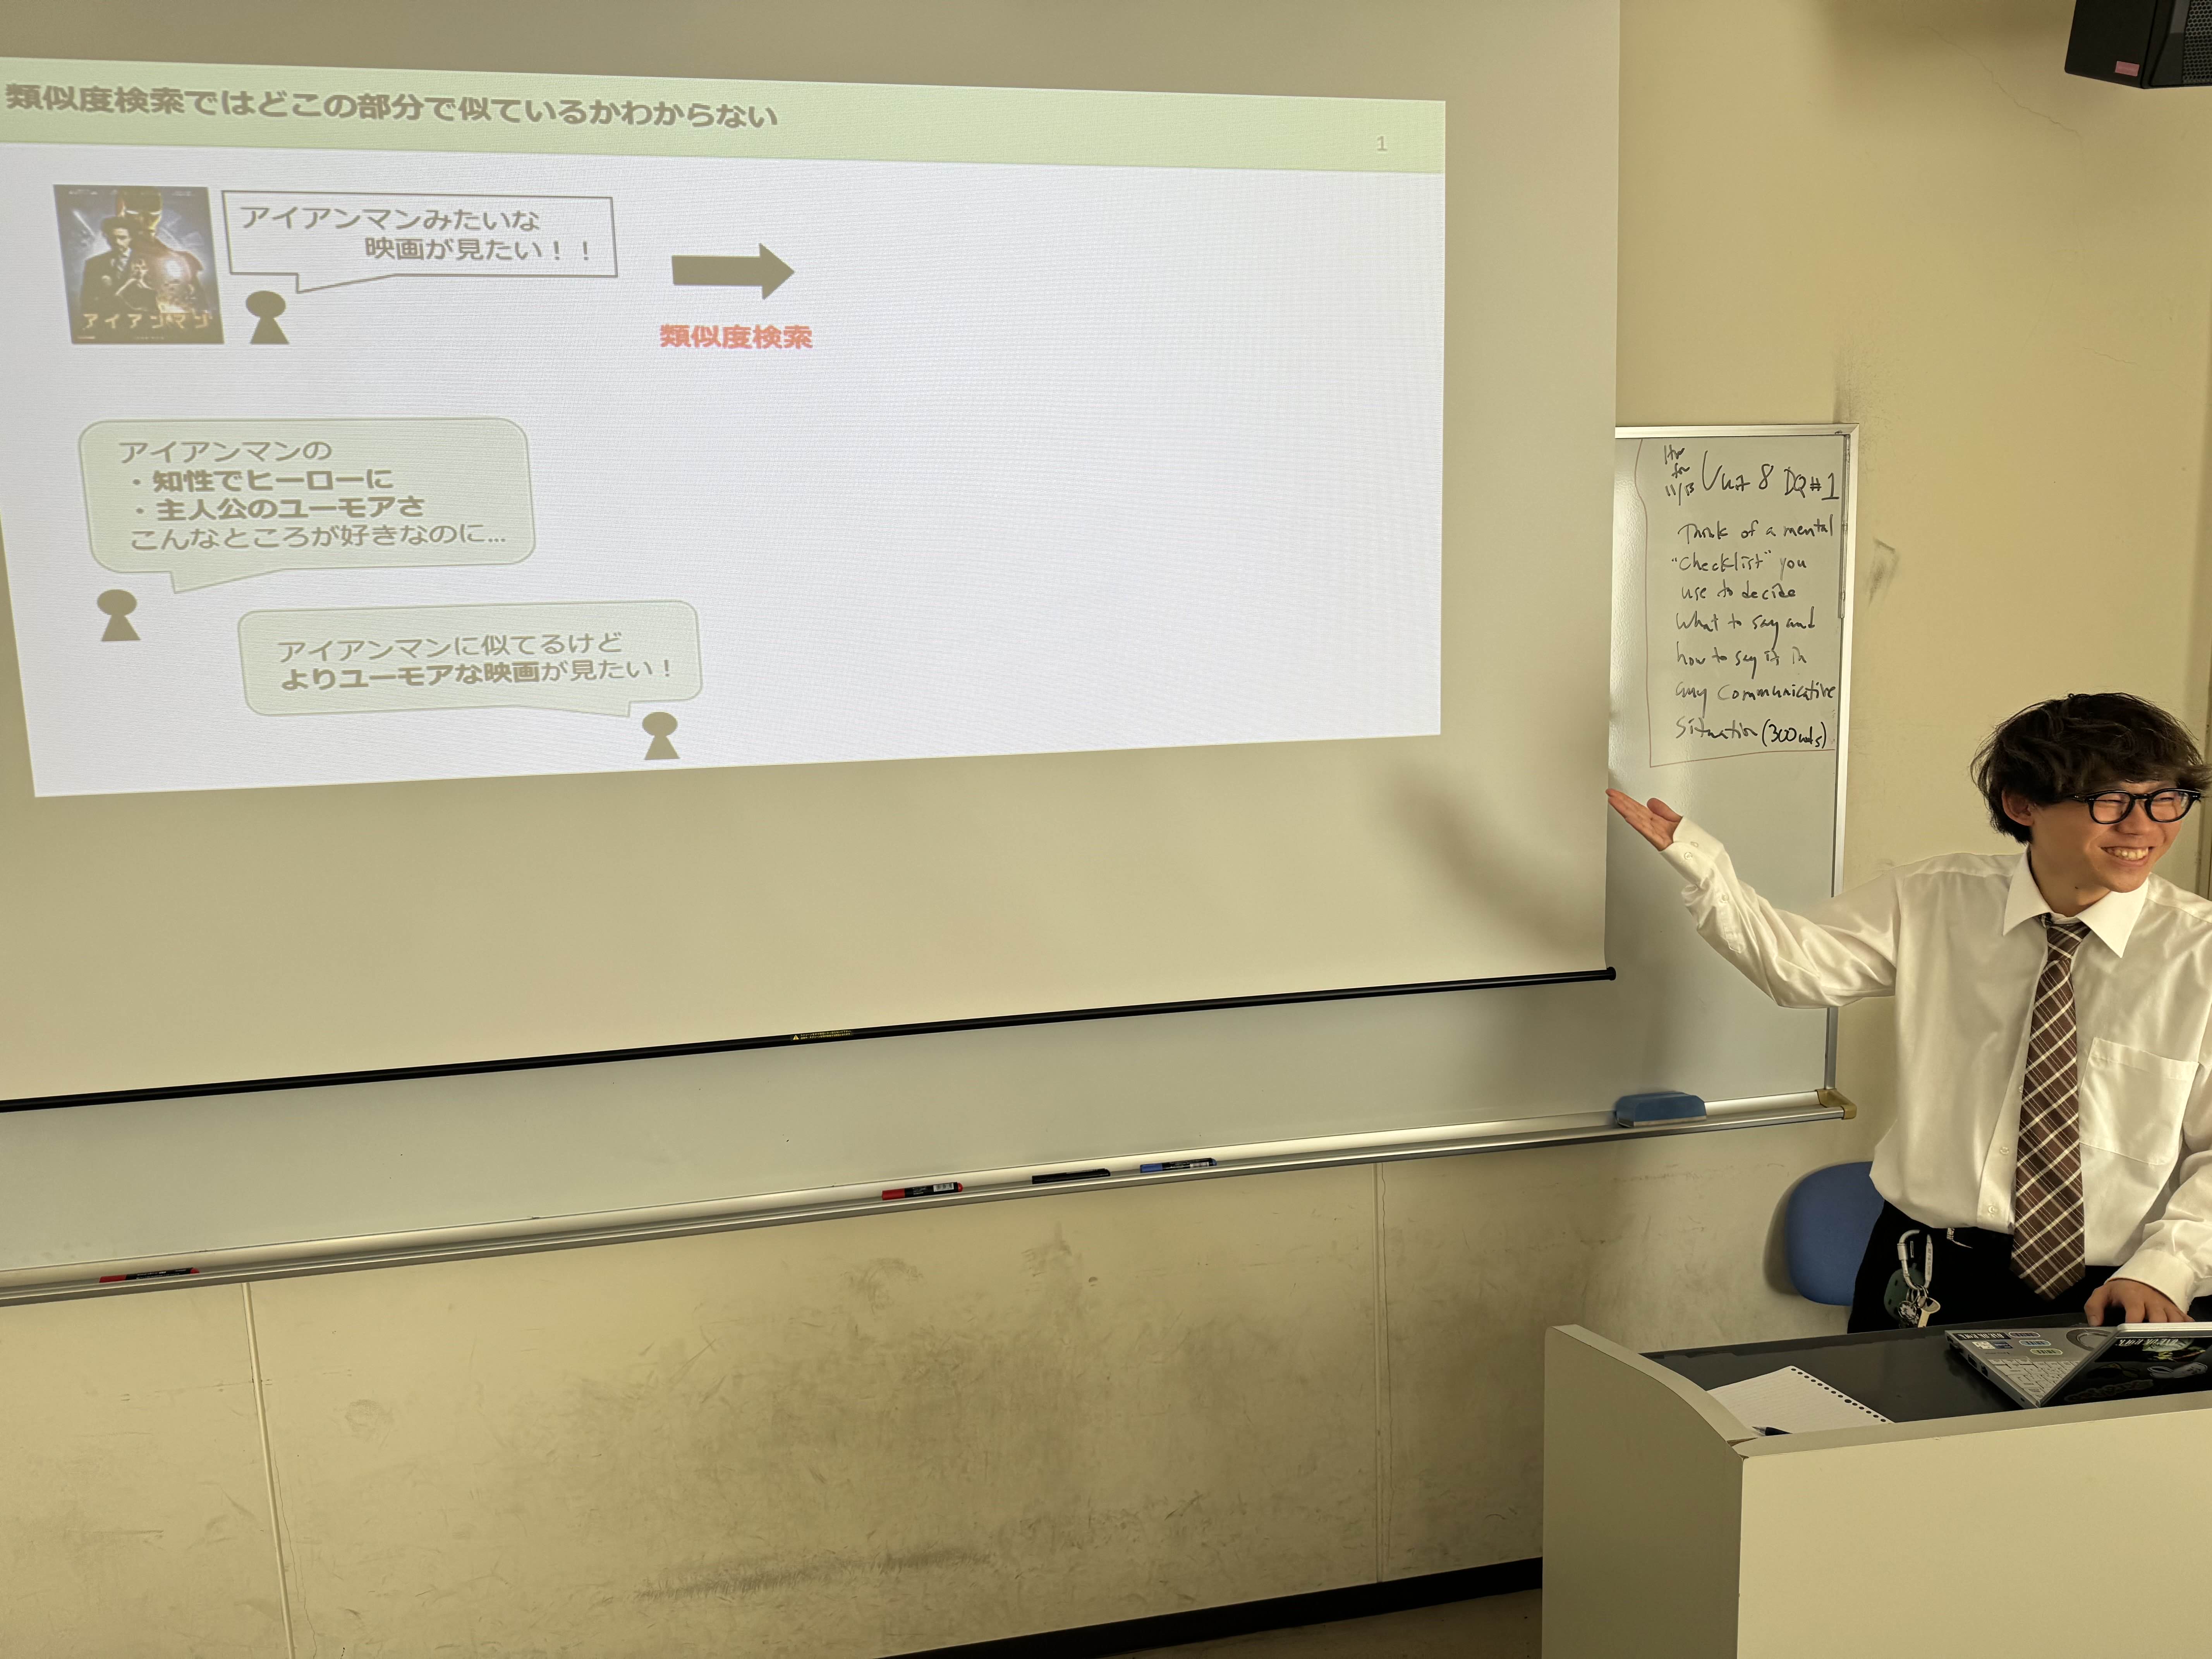 類似度検索ではどこの部分で似ているかわからない
1
アイアンマンみたいな
映画が見たい！！
アイアンマン
類似度検索
アイアンマンの
・知性でヒーローに
・主人公のユーモアさ
こんなところが好きなのに...
アイアンマンに似てるけど
よりユーモアな映画が見たい！
HW
for
11/13
Unit 8 DQ#1
Think of a mental
"Checklist" you
use to decide
what to say and
how to say it in
any communicative
situation (300wds)